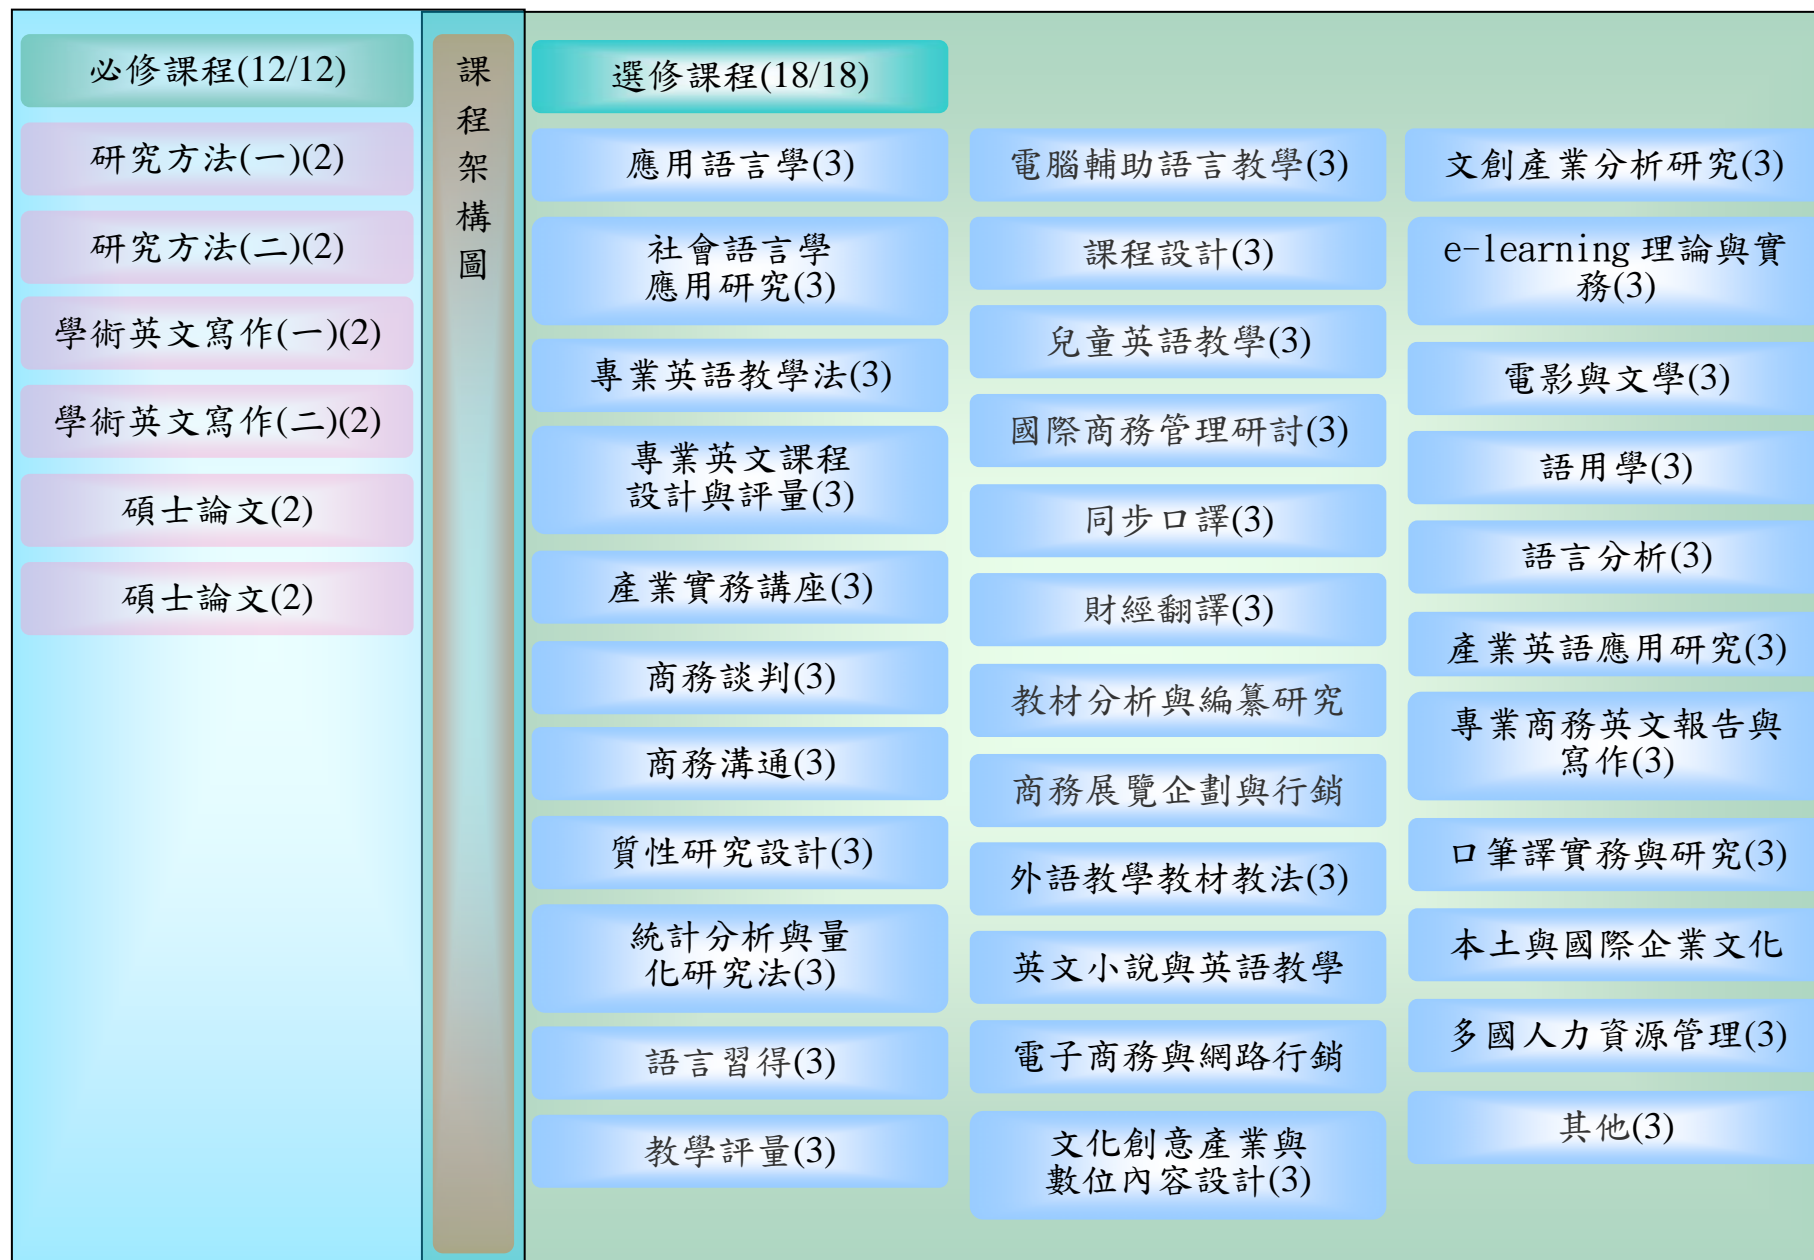 必修課程(12/12)
研究方法(一)(2)
研究方法(二)(2)
學術英文寫作(一)(2)
學術英文寫作(二)(2)
碩士論文(2)
碩士論文(2)
課
程
架
構
圖
選修課程(18/18)
應用語言學(3)
社會語言學
應用研究(3)
專業英語教學法(3)
專業英文課程
設計與評量(3)
產業實務講座(3)
商務談判(3)
商務溝通(3)
質性研究設計(3)
統計分析與量
化研究法(3)
語言習得(3)
教學評量(3)
電腦輔助語言教學(3)
課程設計(3)
兒童英語教學(3)
國際商務管理研討(3)
同步口譯(3)
財經翻譯(3)
教材分析與編纂研究
商務展覽企劃與行銷
外語教學教材教法(3)
英文小說與英語教學
電子商務與網路行銷
文化創意產業與
數位內容設計(3)
文創產業分析研究(3)
e-learning 理論與實
務(3)
電影與文學(3)
語用學(3)
語言分析(3)
產業英語應用研究(3)
專業商務英文報告與
寫作(3)
口筆譯實務與研究(3)
本土與國際企業文化
多國人力資源管理(3)
其他(3)